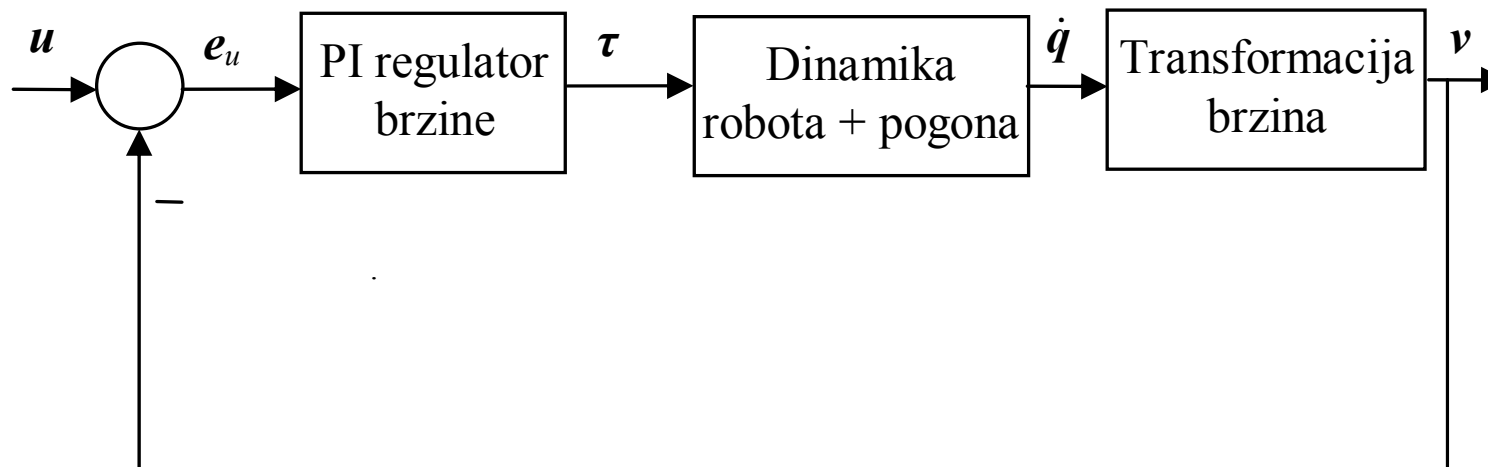 u
e_u
PI regulator
brzine
τ
Dinamika
robota + pogona
q̇
Transformacija
brzina
v
−